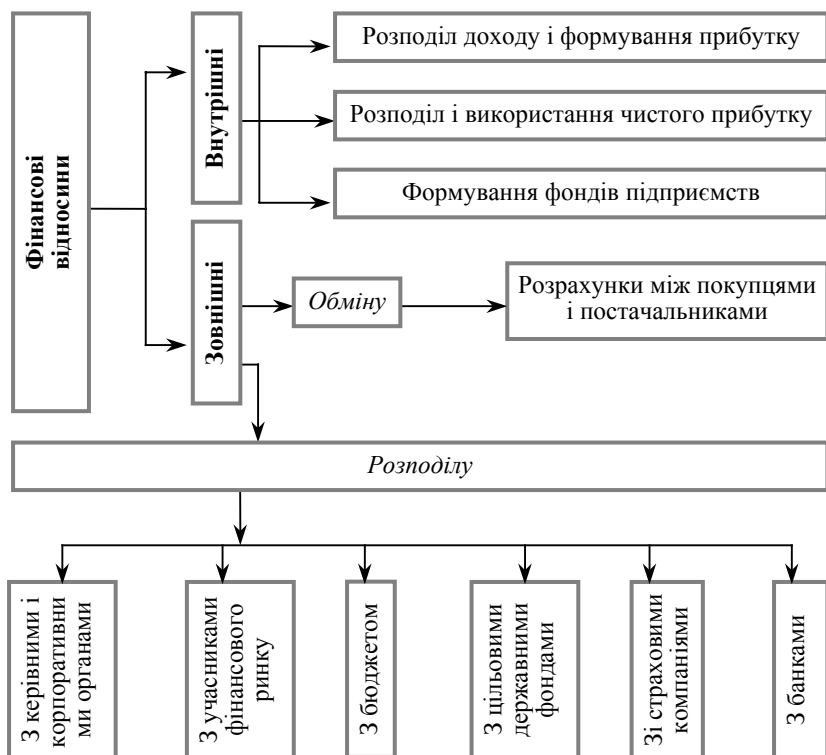 Фінансові
відносини
Внутрішні
Розподіл доходу і формування прибутку
Розподіл і використання чистого прибутку
Формування фондів підприємств
Зовнішні
Обміну
Розрахунки між покупцями
і постачальниками
Розподілу
З керівними і
корпоративни
ми органами
З учасниками
фінансового
ринку
З бюджетом
З цільовими
державними
фондами
Зі страховими
компаніями
З банками